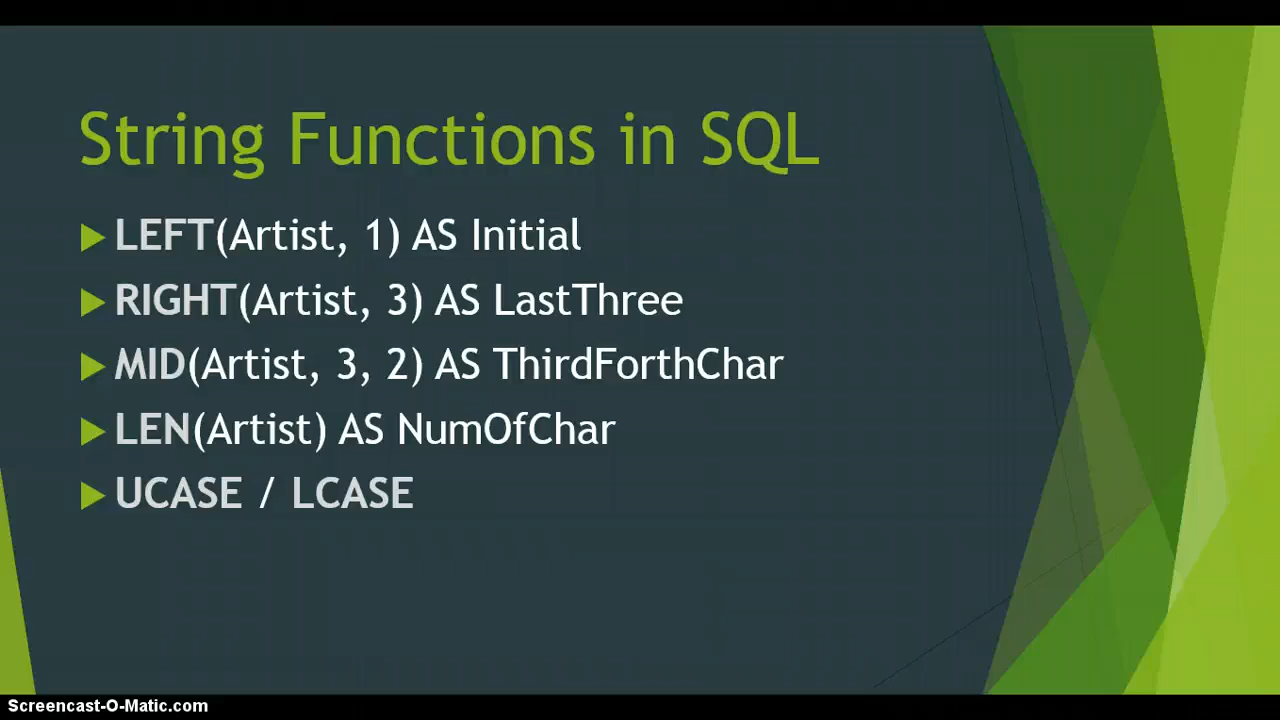 String Functions in SQL
LEFT(Artist, 1) AS Initial
RIGHT(Artist, 3) AS LastThree
MID(Artist, 3, 2) AS ThirdForthChar
LEN(Artist) AS NumOfChar
UCASE / LCASE
Screencast-O-Matic.com